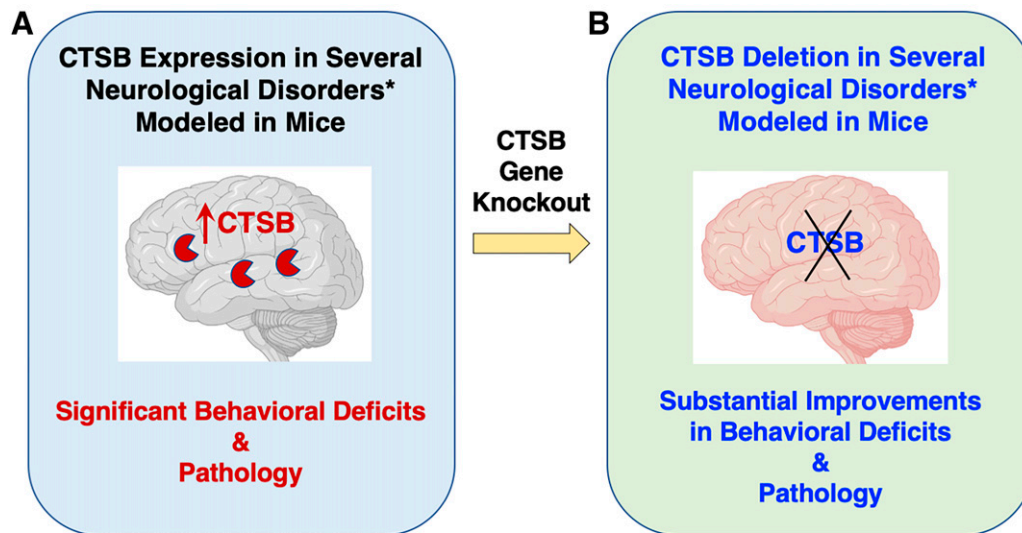 A
CTSB Expression in Several
Neurological Disorders*
Modeled in Mice
↑CTSB
Significant Behavioral Deficits
&
Pathology
CTSB
Gene
Knockout
B
CTSB Deletion in Several
Neurological Disorders*
Modeled in Mice
CTSB
Substantial Improvements
in Behavioral Deficits
&
Pathology